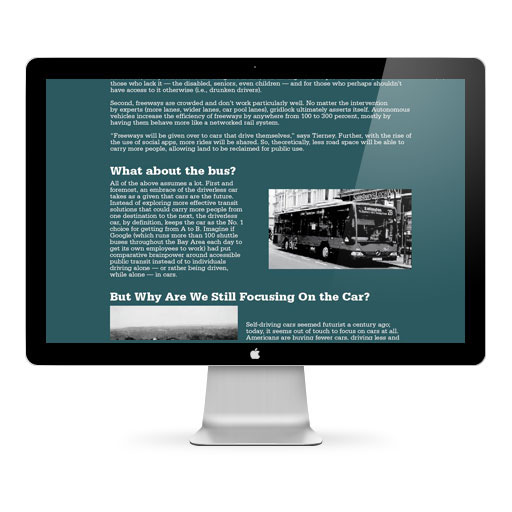 those who lack it — the disabled, seniors, even children — and for those who perhaps shouldn't
have access to it otherwise (i.e., drunken drivers).
Second, freeways are crowded and don't work particularly well. No matter the intervention
by experts (more lanes, wider lanes, car pool lanes), gridlock ultimately asserts itself. Autonomous
vehicles increase the efficiency of freeways by anywhere from 100 to 300 percent, mostly by
having them behave more like a networked rail system.
"Freeways will be given over to cars that drive themselves," says Tierney. Further, with the rise of
the use of social apps, more rides will be shared. So, theoretically, less road space will be able to
carry more people, allowing land to be reclaimed for public use.
What about the bus?
All of the above assumes a lot. First and
foremost, an embrace of the driverless car
takes as a given that cars are the future.
Instead of exploring more effective transit
solutions that could carry more people from
one destination to the next, the driverless
car, by definition, keeps the car as the No. 1
choice for getting from A to B. Imagine if
Google (which runs more than 100 shuttle
buses throughout the Bay Area each day to
get its own employees to work) had put
comparative brainpower around accessible
public transit instead of to individuals
driving alone — or rather being driven,
while alone — in cars.
But Why Are We Still Focusing On the Car?
Self-driving cars seemed futurist a century ago;
today, it seems out of touch to focus on cars at all.
Americans are buying fewer cars, driving less and